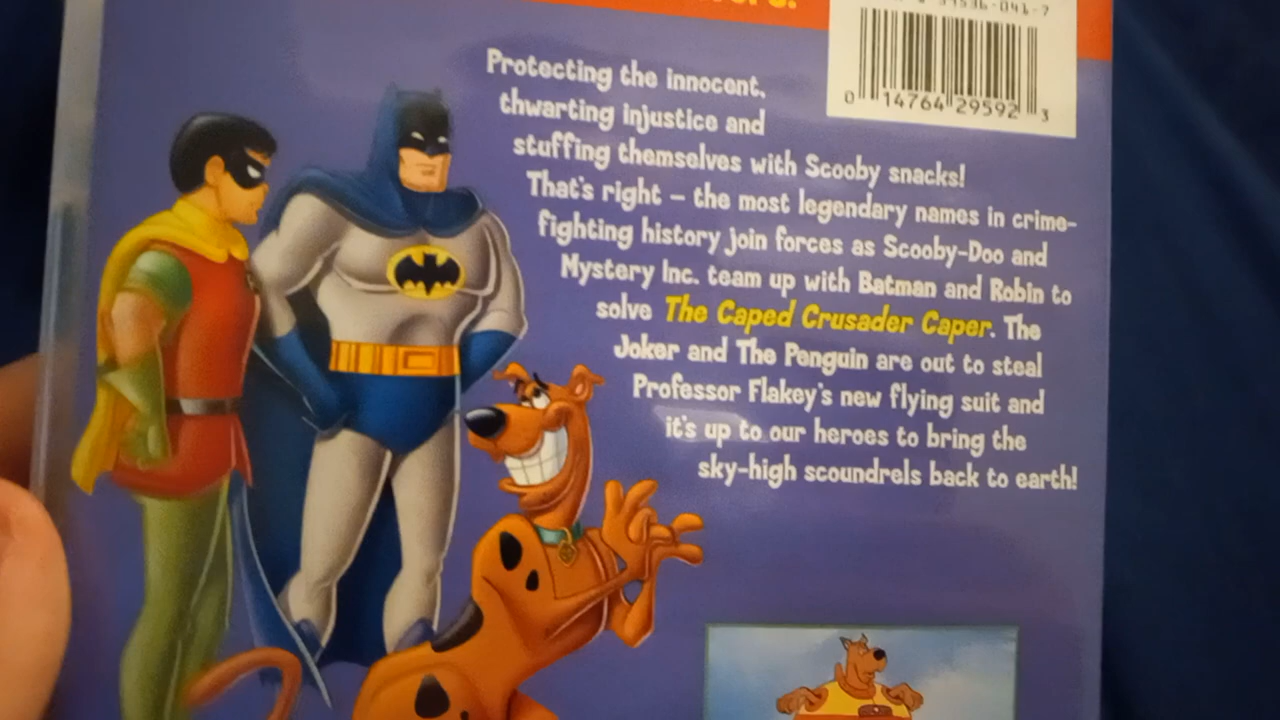 Protecting the innocent,
thwarting injustice and
stuffing themselves with Scooby snacks!
That's right – the most legendary names in crime-
fighting history join forces as Scooby-Doo and
Mystery Inc. team up with Batman and Robin to
solve The Caped Crusader Caper. The
Joker and The Penguin are out to steal
Professor Flakey's new flying suit and
it's up to our heroes to bring the
sky-high scoundrels back to earth!
0 14764 29592 3